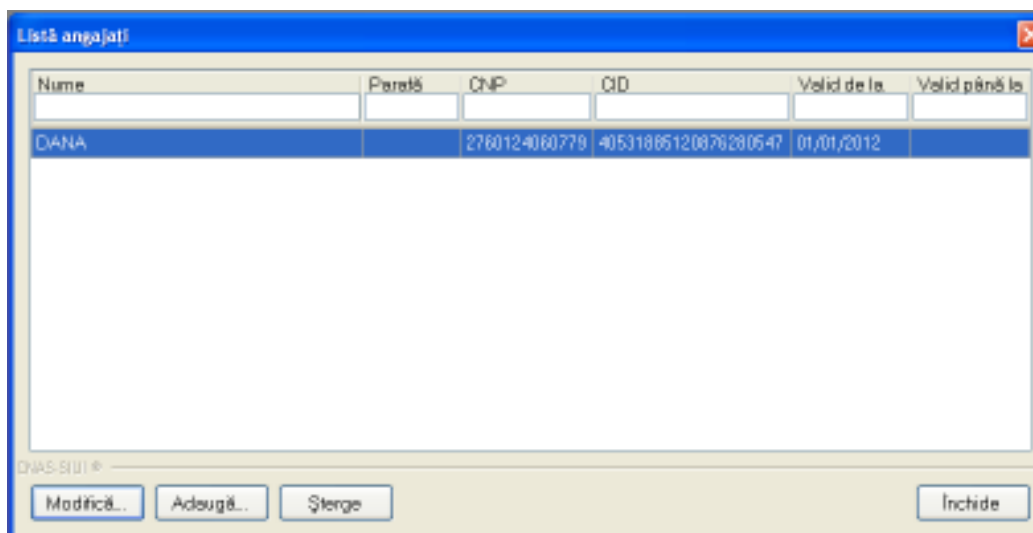 Listă angajați
Nume Parafă CNP CID Valid de la Valid până la
DANA 2760124060779 40531885120876280547 01/01/2012
CNAS-SIUI ©
Modifică... Adaugă... Șterge Închide